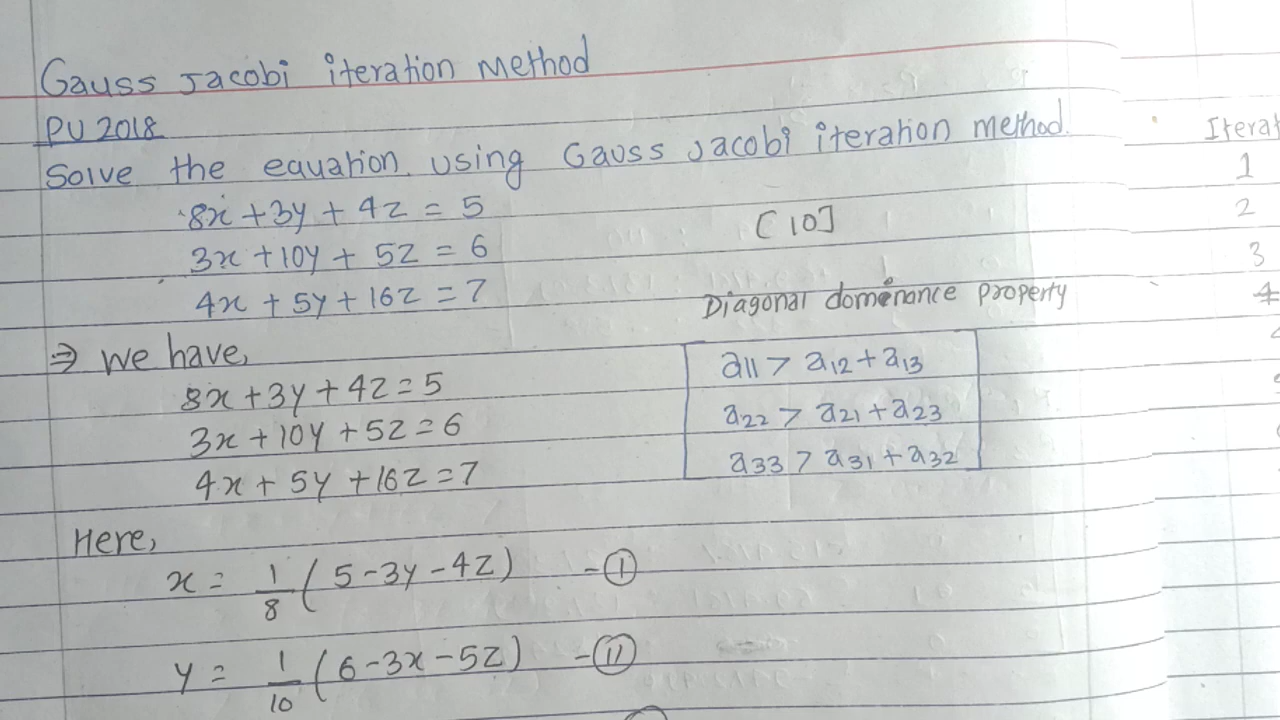 Gauss Jacobi iteration method
PU 2018
Solve the equation using Gauss Jacobi iteration method.
8x + 3y + 4z = 5
[10]
3x + 10y + 5z = 6
4x + 5y + 16z = 7
Diagonal dominance property
⇒ We have,
8x + 3y + 4z = 5
3x + 10y + 5z = 6
4x + 5y + 16z = 7
a11 > a12 + a13
a22 > a21 + a23
a33 > a31 + a32
Here,
x = 1/8 (5 - 3y - 4z) - ⓘ
y = 1/10 (6 - 3x - 5z) - (ii)
Iterat
1
2
3
4